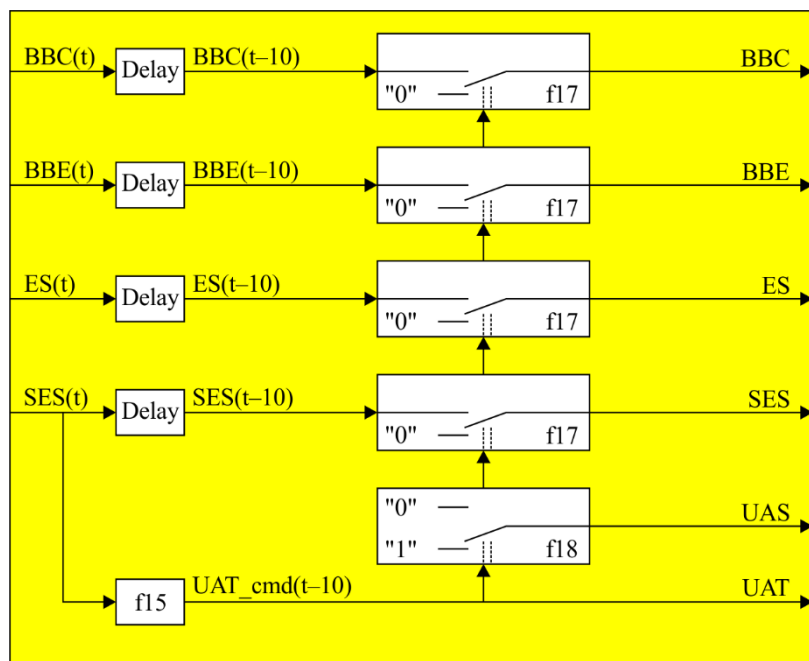 BBC(t) Delay BBC(t–10) "0" f17 BBC
BBE(t) Delay BBE(t–10) "0" f17 BBE
ES(t) Delay ES(t–10) "0" f17 ES
SES(t) Delay SES(t–10) "0" f17 SES
"0" "1" f18 UAS
f15 UAT_cmd(t–10) UAT